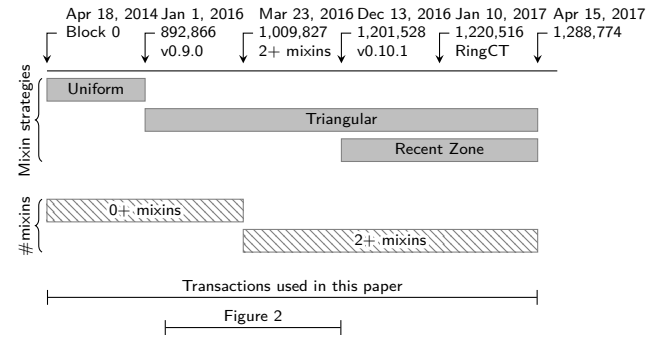 Apr 18, 2014 Jan 1, 2016 Mar 23, 2016 Dec 13, 2016 Jan 10, 2017 Apr 15, 2017
Block 0 892,866 1,009,827 1,201,528 1,220,516 1,288,774
v0.9.0 2+ mixins v0.10.1 RingCT
Mixin strategies
Uniform
Triangular
Recent Zone
#mixins
0+ mixins
2+ mixins
Transactions used in this paper
Figure 2